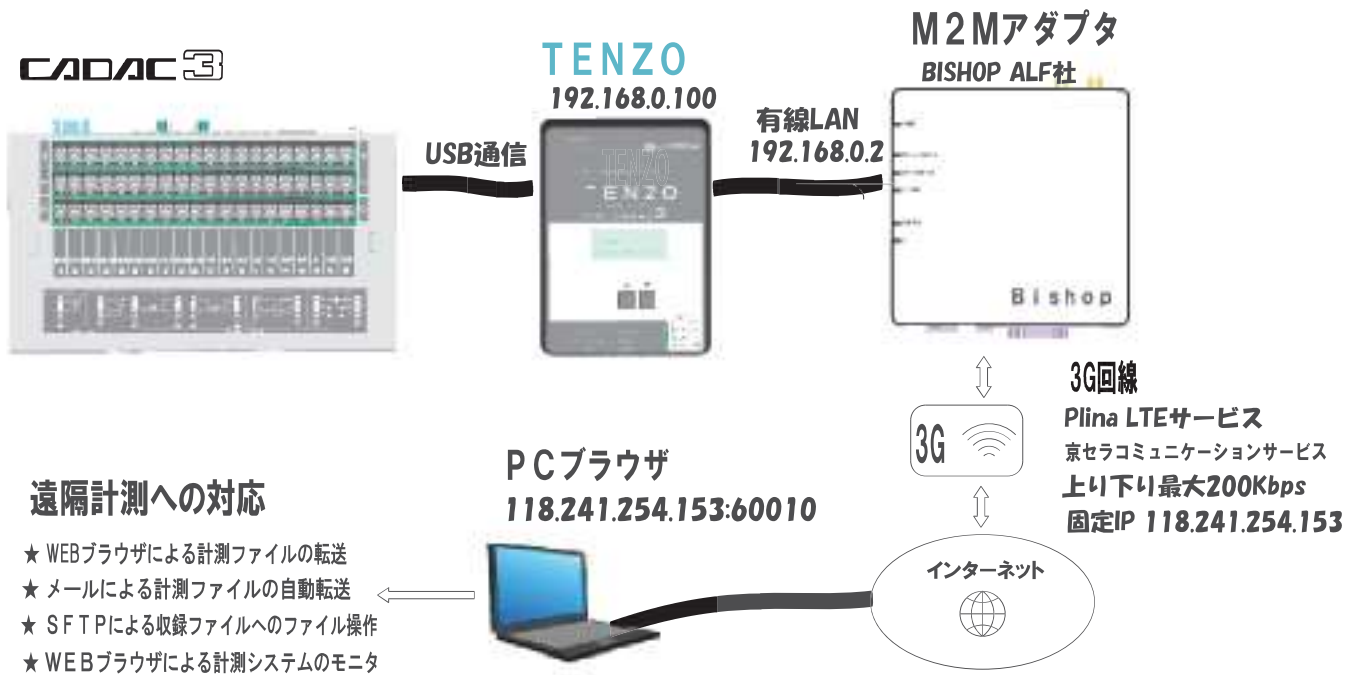 CADAC3
TENZO
192.168.0.100
M2Mアダプタ
BISHOP ALF社
USB通信
有線LAN
192.168.0.2
TENZO
TENZO
Bishop
3G
3G回線
Plina LTEサービス
京セラコミュニケーションサービス
上り下り最大200Kbps
固定IP 118.241.254.153
PCブラウザ
118.241.254.153:60010
インターネット
遠隔計測への対応
★ WEBブラウザによる計測ファイルの転送
★ メールによる計測ファイルの自動転送
★ SFTPによる収録ファイルへのファイル操作
★ WEBブラウザによる計測システムのモニタ